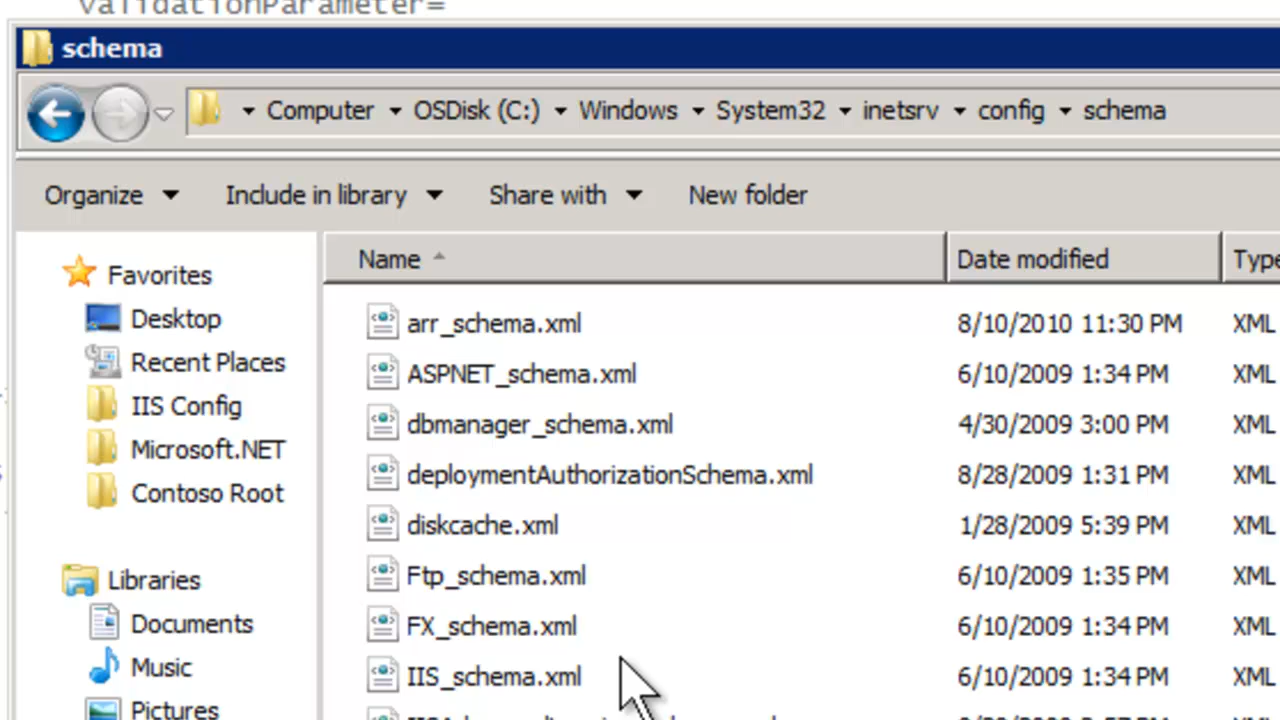 validationParameter=
schema
Computer OSDisk (C:) Windows System32 inetsrv config schema
Organize Include in library Share with New folder
Name Date modified Type
Favorites
Desktop
Recent Places
IIS Config
Microsoft.NET
Contoso Root
Libraries
Documents
Music
Pictures
arr_schema.xml 8/10/2010 11:30 PM XML
ASPNET_schema.xml 6/10/2009 1:34 PM XML
dbmanager_schema.xml 4/30/2009 3:00 PM XML
deploymentAuthorizationSchema.xml 8/28/2009 1:31 PM XML
diskcache.xml 1/28/2009 5:39 PM XML
Ftp_schema.xml 6/10/2009 1:35 PM XML
FX_schema.xml 6/10/2009 1:34 PM XML
IIS_schema.xml 6/10/2009 1:34 PM XML